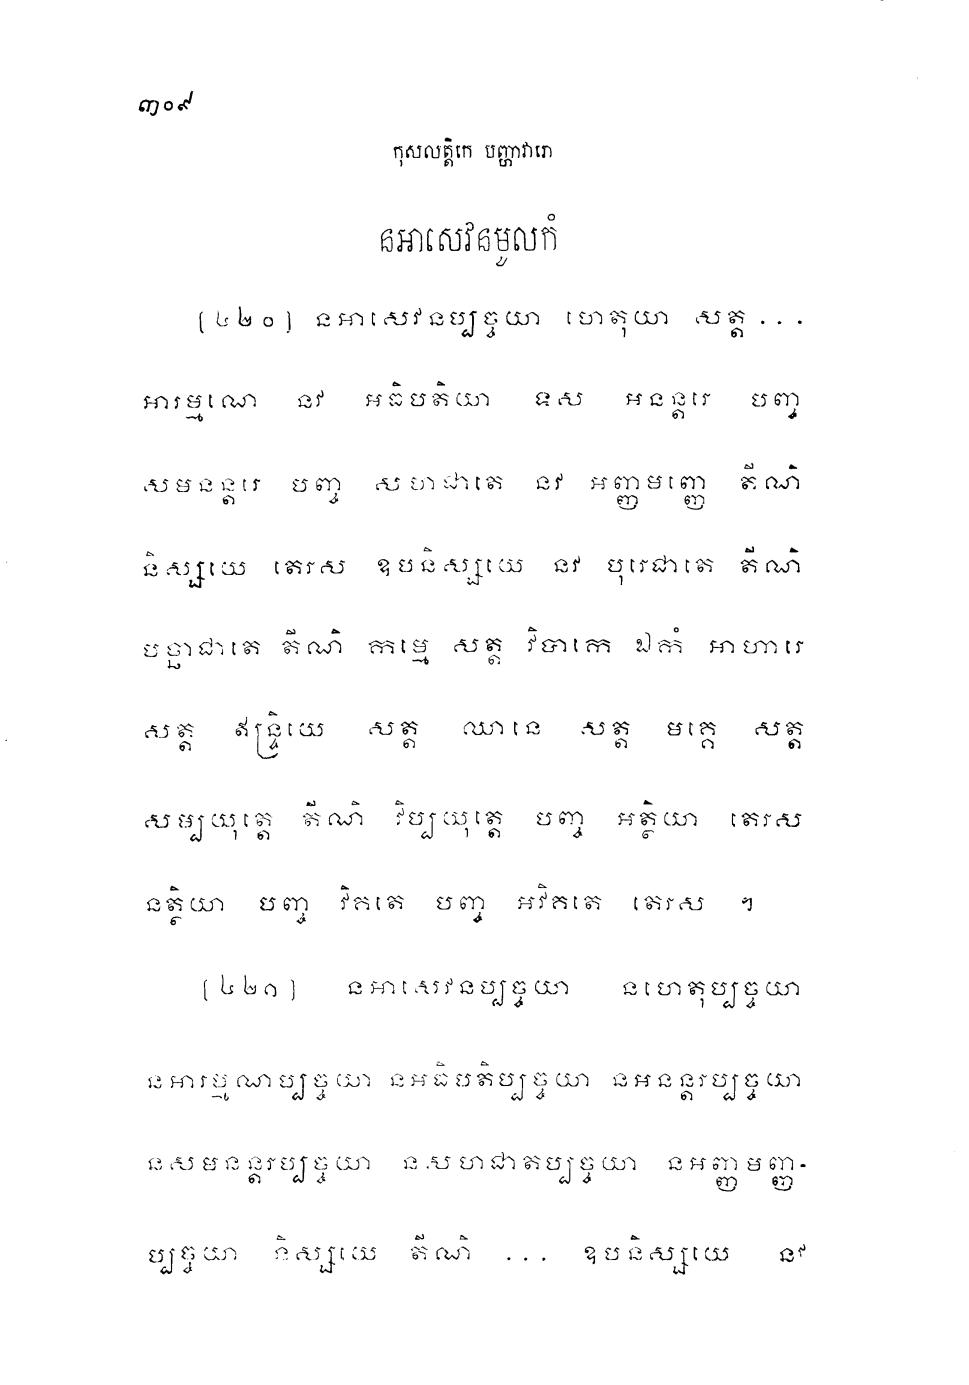 ៣០៩
កុសលត្តិកេ បញ្ហាវារោ
នអាសេវនមូលកំ
(៤២០) នអាសេវនប្បច្ចយា ហេតុយា សត្ត ...
អារម្មណេ នវ អធិបតិយា ទស អនន្តរេ បញ្ច
សមនន្តរេ បញ្ច សហជាតេ នវ អញ្ញមញ្ញេ តីណិ
និស្សយេ តេរស ឧបនិស្សយេ នវ បុរេជាតេ តីណិ
បច្ឆាជាតេ តីណិ កម្មេ សត្ត វិបាកេ ឯកំ អាហារេ
សត្ត ឥន្ទ្រិយេ សត្ត ឈានេ សត្ត មគ្គេ សត្ត
សម្បយុត្តេ តីណិ វិប្បយុត្តេ បញ្ច អត្ថិយា តេរស
នត្ថិយា បញ្ច វិគតេ បញ្ច អវិគតេ តេរស ។
(៤២១) នអាសេវនប្បច្ចយា នហេតុប្បច្ចយា
នអារម្មណប្បច្ចយា នអធិបតិប្បច្ចយា នអនន្តរប្បច្ចយា
នសមនន្តរប្បច្ចយា នសហជាតប្បច្ចយា នអញ្ញមញ្ញ-
ប្បច្ចយា និស្សយេ តីណិ ... ឧបនិស្សយេ នវ